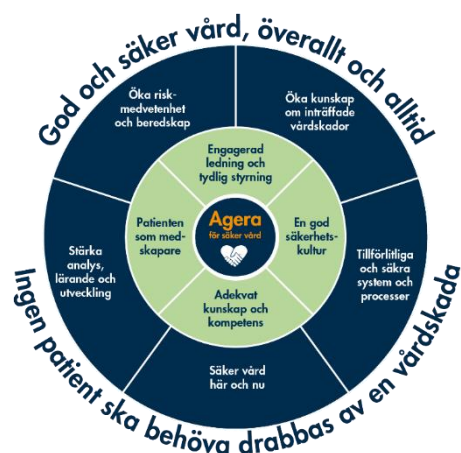 God och säker vård, överallt och alltid
Öka risk-
medvetenhet
och beredskap
Öka kunskap
om inträffade
vårdskador
Engagerad
ledning och
tydlig styrning
Patienten
som med-
skapare
Agera
för säker vård
En god
säkerhets-
kultur
Stärka
analys,
lärande och
utveckling
Tillförlitliga
och säkra
system och
processer
Adekvat
kunskap och
kompetens
Säker vård
här och nu
Ingen patient ska behöva drabbas av en vårdskada